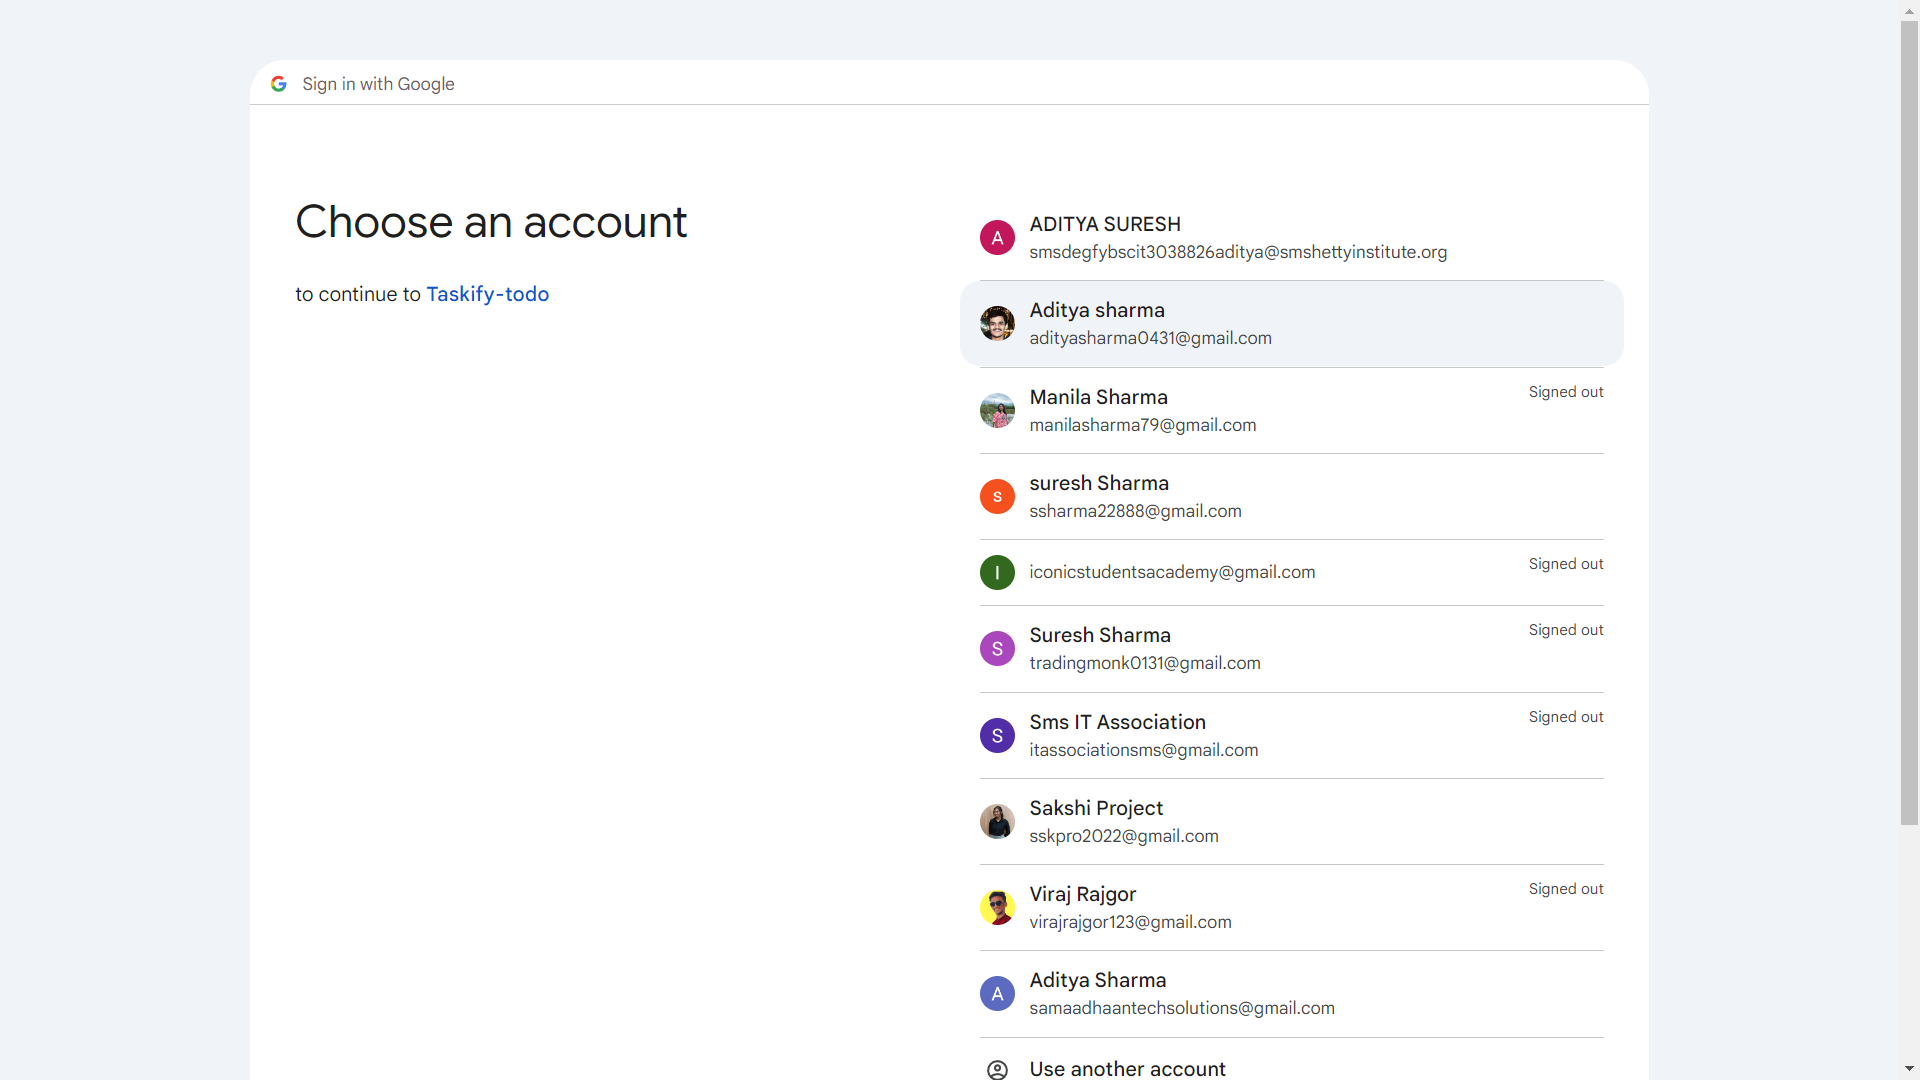 Sign in with Google
Choose an account
to continue to Taskify-todo
A
ADITYA SURESH
smsdegfybscit3038826aditya@smshettyinstitute.org
Aditya sharma
adityasharma0431@gmail.com
Manila Sharma
Signed out
manilasharma79@gmail.com
s
suresh Sharma
ssharma22888@gmail.com
I
iconicstudentsacademy@gmail.com
Signed out
S
Suresh Sharma
Signed out
tradingmonk0131@gmail.com
S
Sms IT Association
Signed out
itassociationsms@gmail.com
Sakshi Project
sskpro2022@gmail.com
Viraj Rajgor
Signed out
virajrajgor123@gmail.com
A
Aditya Sharma
samaadhaantechsolutions@gmail.com
Use another account